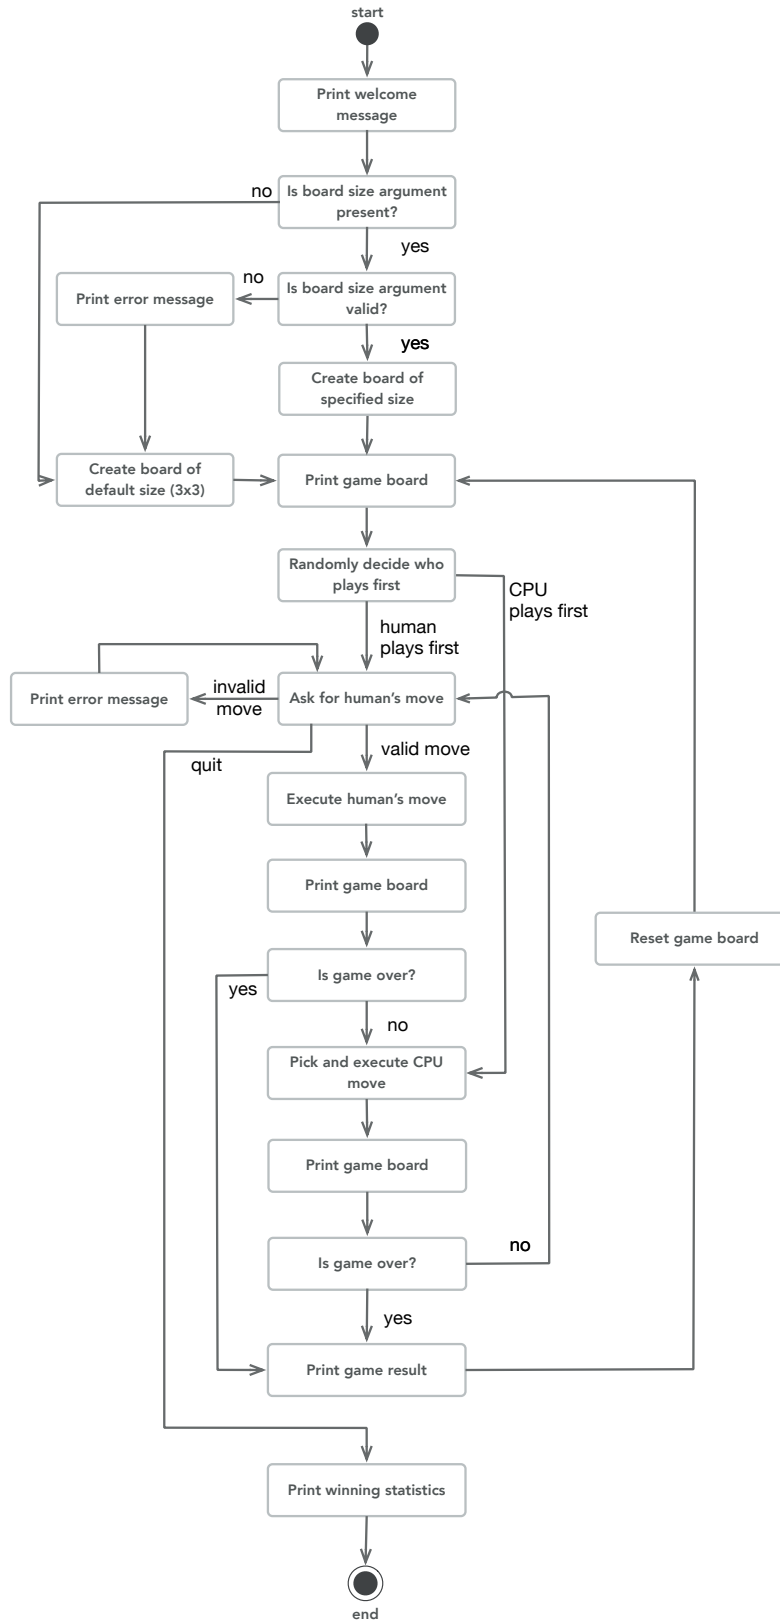 start
Print welcome
message
Is board size argument
present?
no
yes
Is board size argument
valid?
no
Print error message
yes
Create board of
specified size
Create board of
default size (3x3)
Print game board
Randomly decide who
plays first
CPU
plays first
human
plays first
Ask for human's move
invalid
move
Print error message
quit
valid move
Execute human's move
Print game board
Reset game board
Is game over?
yes
no
Pick and execute CPU
move
Print game board
Is game over?
no
yes
Print game result
Print winning statistics
end